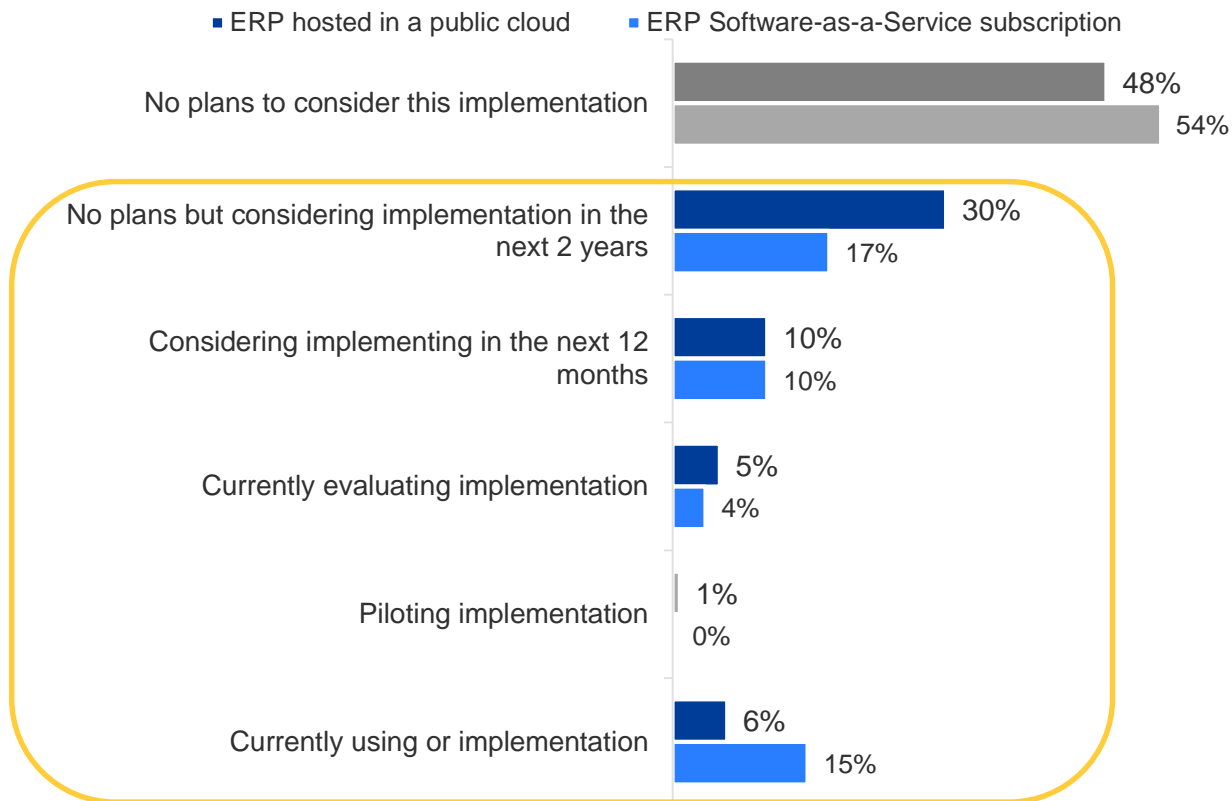 ERP hosted in a public cloud ERP Software-as-a-Service subscription
No plans to consider this implementation
48%
54%
No plans but considering implementation in the
next 2 years
30%
17%
Considering implementing in the next 12
months
10%
10%
Currently evaluating implementation
5%
4%
Piloting implementation
1%
0%
Currently using or implementation
6%
15%